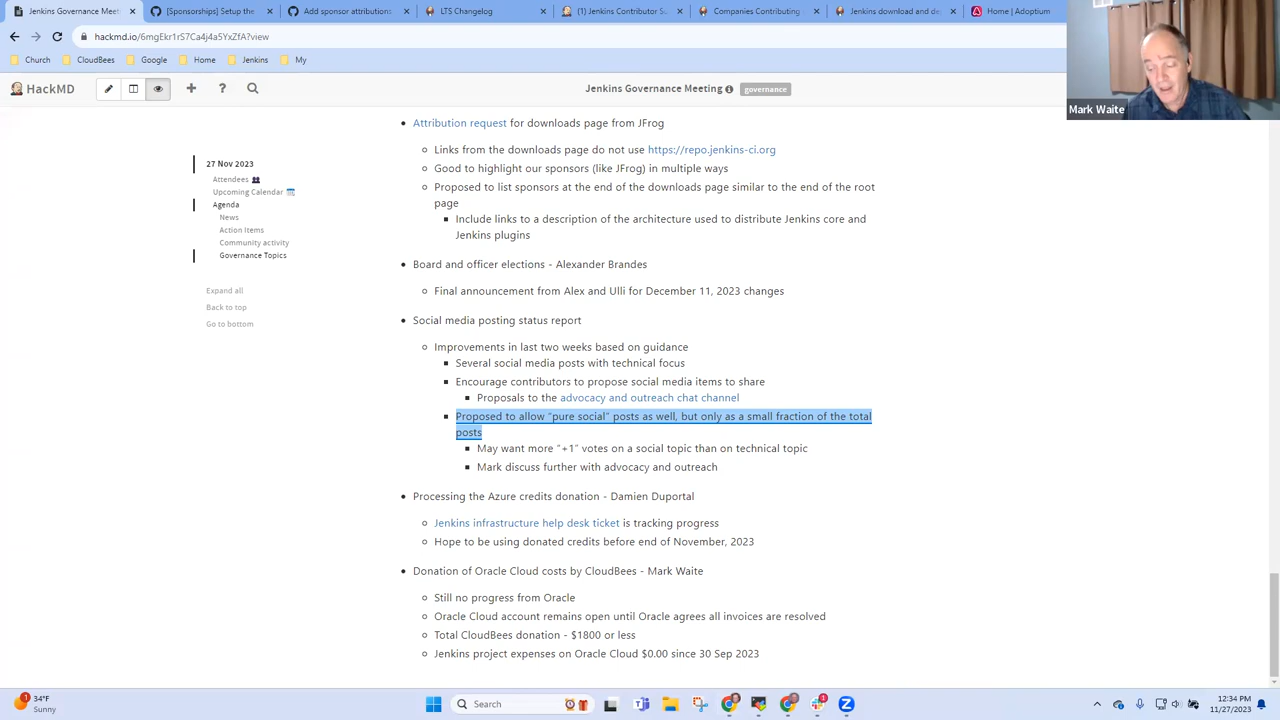 Jenkins Governance Meeting
[Sponsorships] Setup the
Add sponsor attributions
LTS Changelog
(1) Jenkins Contributor Su
Companies Contributing
Jenkins download and de
Home | Adoptium
hackmd.io/6mgEkr1rS7Ca4j4a5YxZfA?view
Church
CloudBees
Google
Home
Jenkins
My
HackMD
Jenkins Governance Meeting
governance
Mark Waite
27 Nov 2023
Attendees
Upcoming Calendar
Agenda
News
Action Items
Community activity
Governance Topics
Expand all
Back to top
Go to bottom
Attribution request for downloads page from JFrog
Links from the downloads page do not use https://repo.jenkins-ci.org
Good to highlight our sponsors (like JFrog) in multiple ways
Proposed to list sponsors at the end of the downloads page similar to the end of the root
page
Include links to a description of the architecture used to distribute Jenkins core and
Jenkins plugins
Board and officer elections - Alexander Brandes
Final announcement from Alex and Ulli for December 11, 2023 changes
Social media posting status report
Improvements in last two weeks based on guidance
Several social media posts with technical focus
Encourage contributors to propose social media items to share
Proposals to the advocacy and outreach chat channel
Proposed to allow “pure social” posts as well, but only as a small fraction of the total
posts
May want more “+1” votes on a social topic than on technical topic
Mark discuss further with advocacy and outreach
Processing the Azure credits donation - Damien Duportal
Jenkins infrastructure help desk ticket is tracking progress
Hope to be using donated credits before end of November, 2023
Donation of Oracle Cloud costs by CloudBees - Mark Waite
Still no progress from Oracle
Oracle Cloud account remains open until Oracle agrees all invoices are resolved
Total CloudBees donation - $1800 or less
Jenkins project expenses on Oracle Cloud $0.00 since 30 Sep 2023
1
34°F
Sunny
Search
12:34 PM
11/27/2023